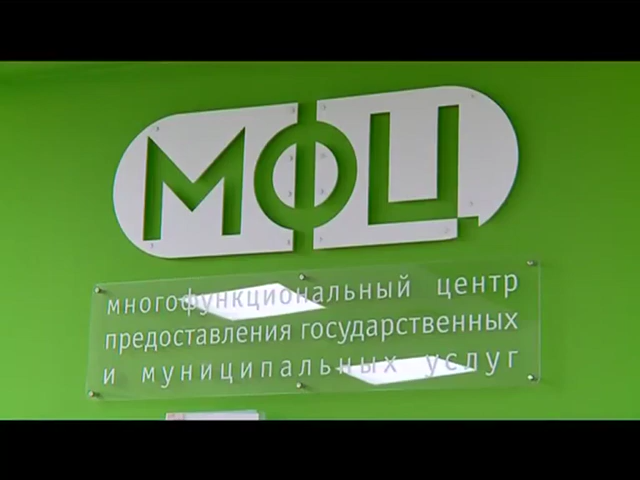 МФЦ
многофункциональный центр
предоставления государственных
и муниципальных услуг